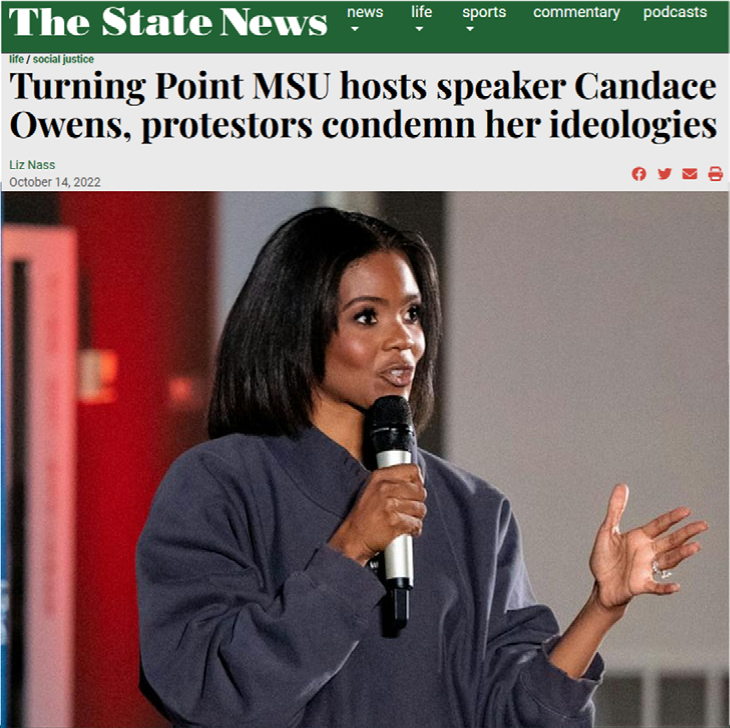 The State News
news life sports commentary podcasts
life / social justice
Turning Point MSU hosts speaker Candace
Owens, protestors condemn her ideologies
Liz Nass
October 14, 2022